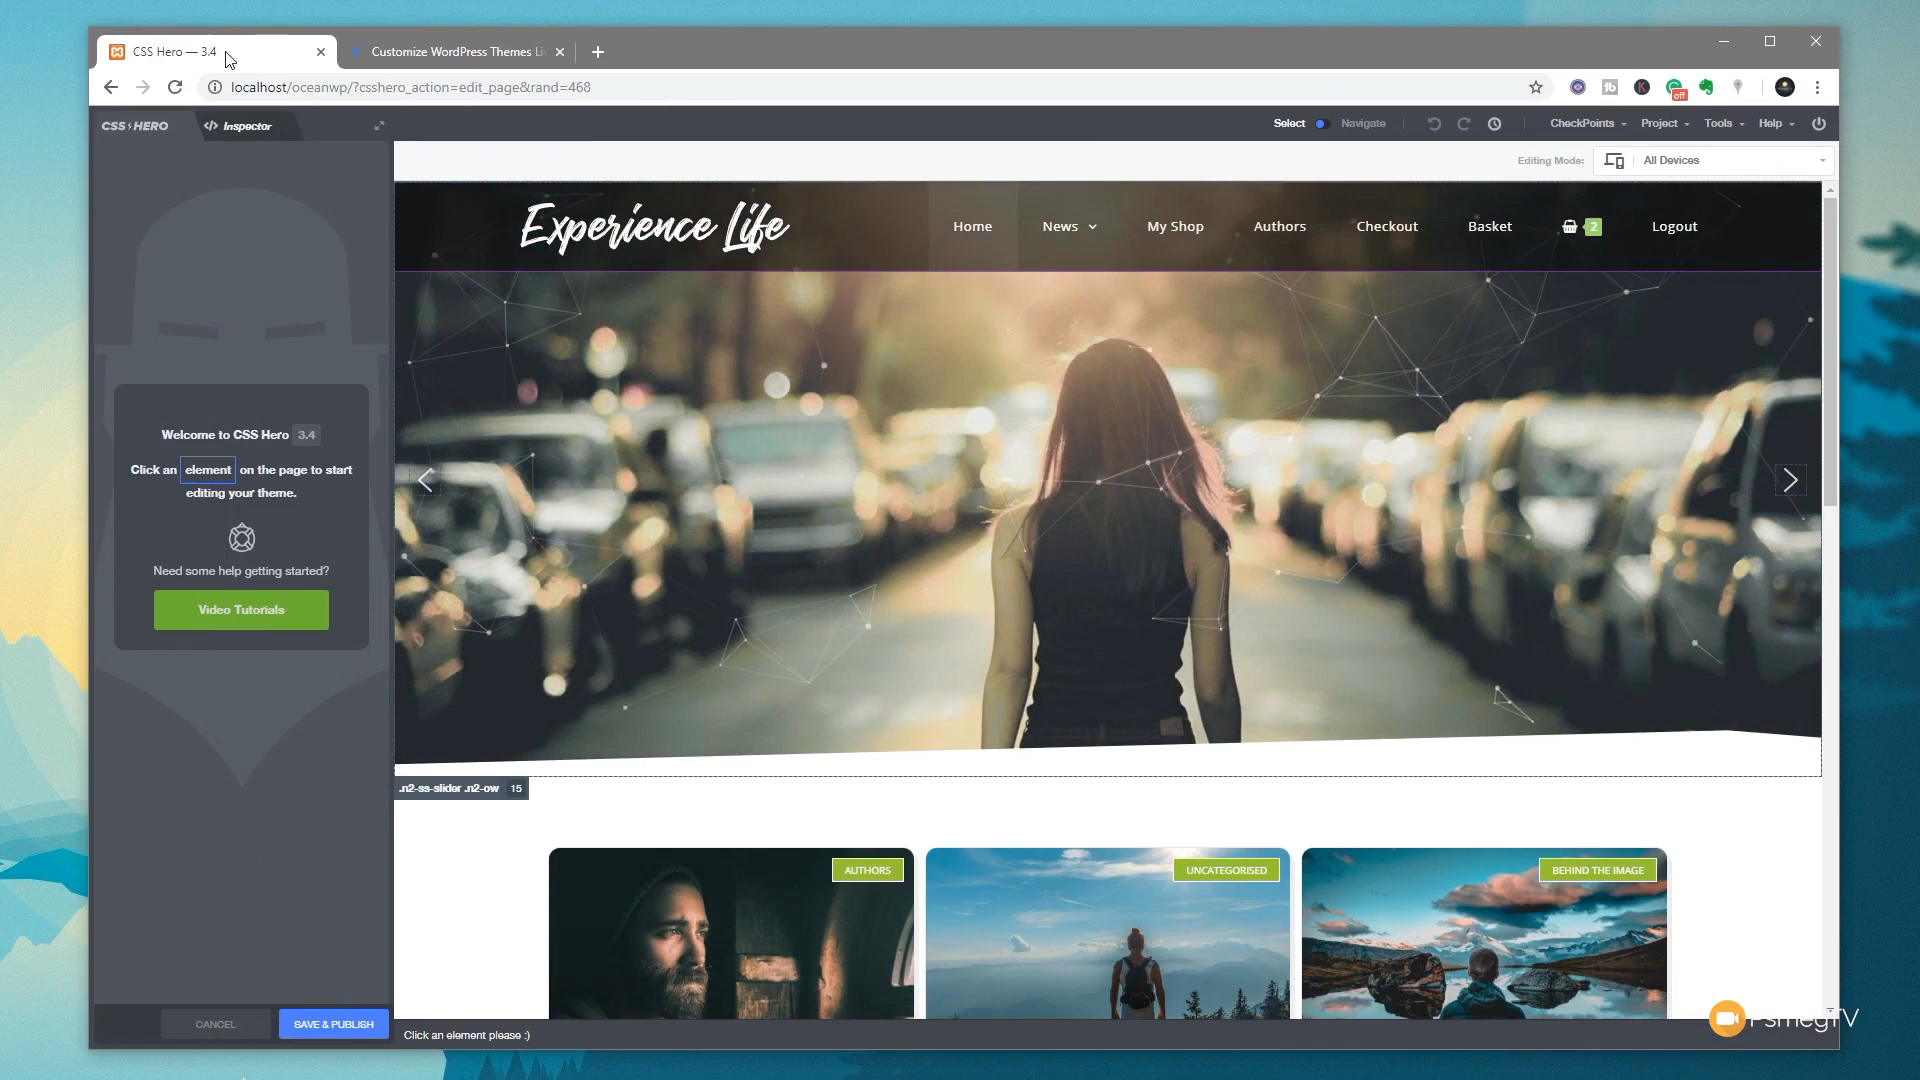 CSS Hero — 3.4
Customize WordPress Themes Li
localhost/oceanwp/?csshero_action=edit_page&rand=468
off
CSS HERO
</> Inspector
Select
Navigate
CheckPoints
Project
Tools
Help
Editing Mode:
All Devices
Experience Life
Home
News
My Shop
Authors
Checkout
Basket
2
Logout
Welcome to CSS Hero 3.4
Click an element on the page to start
editing your theme.
Need some help getting started?
Video Tutorials
.n2-ss-slider .n2-ow 15
AUTHORS
UNCATEGORISED
BEHIND THE IMAGE
CANCEL
SAVE & PUBLISH
Click an element please :)
PsmegTV